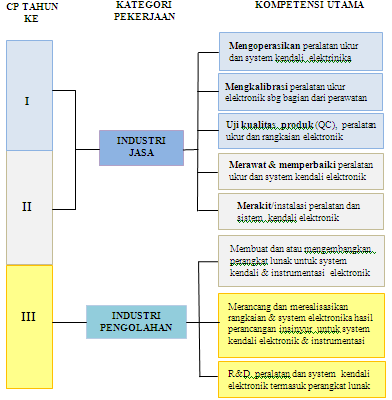 CP TAHUN
KE
KATEGORI
PEKERJAAN
KOMPETENSI UTAMA
I
II
III
INDUSTRI
JASA
INDUSTRI
PENGOLAHAN
Mengoperasikan peralatan ukur
dan system kendali elektrinika
Mengkalibrasi peralatan ukur
elektronik sbg bagian dari perawatan
Uji kualitas produk (QC), peralatan
ukur dan rangkaian elektronik
Merawat & memperbaiki peralatan
ukur dan system kendali elektronik
Merakit/instalasi peralatan dan
sistem kendali elektronik
Membuat dan atau mengembangkan
perangkat lunak untuk system
kendali & instrumentasi elektronik
Merancang dan merealisasikan
rangkaian & system elektronika hasil
perancangan insinyur untuk system
kendali elektronik & instrumentasi
R&D peralatan dan system kendali
elektronik termasuk perangkat lunak